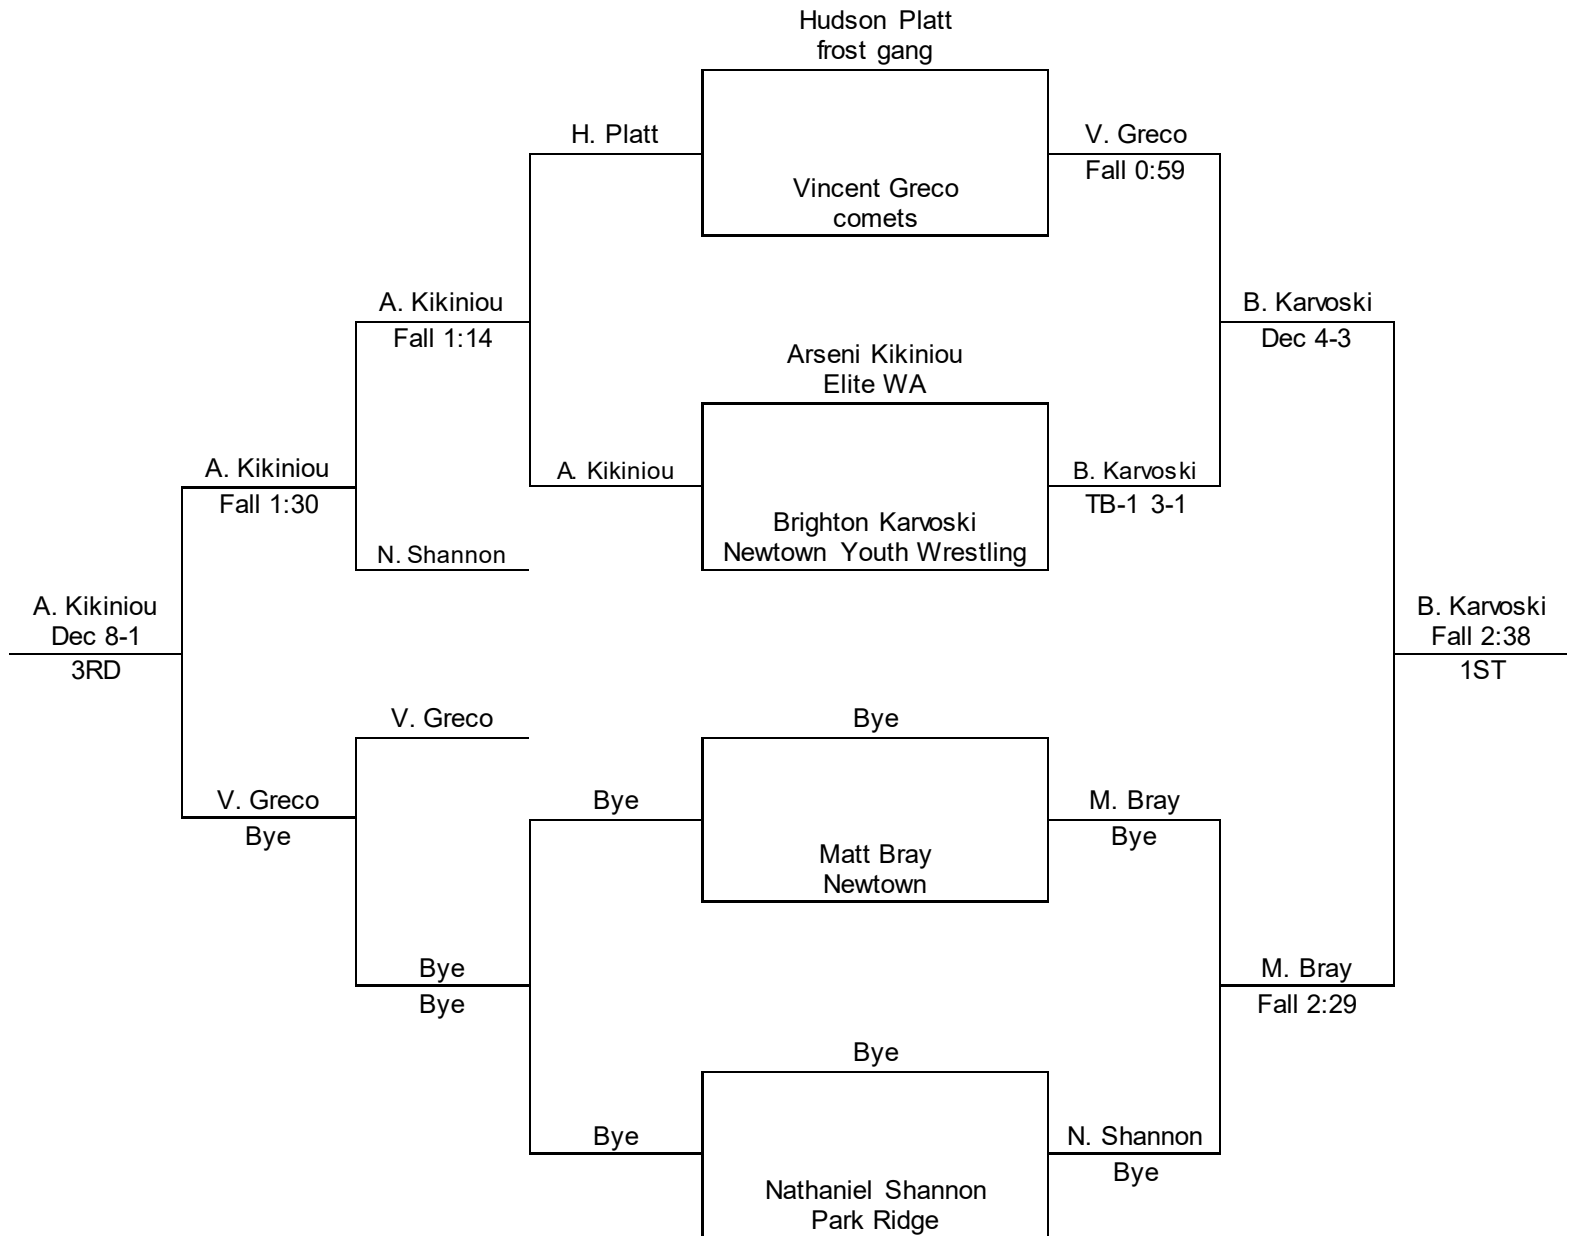 Hudson Platt
frost gang
H. Platt
V. Greco
Fall 0:59
Vincent Greco
comets
A. Kikiniou
Fall 1:14
B. Karvoski
Dec 4-3
Arseni Kikiniou
Elite WA
A. Kikiniou
Fall 1:30
A. Kikiniou
B. Karvoski
TB-1 3-1
Brighton Karvoski
Newtown Youth Wrestling
N. Shannon
A. Kikiniou
Dec 8-1
3RD
B. Karvoski
Fall 2:38
1ST
V. Greco
Bye
V. Greco
Bye
Bye
M. Bray
Bye
Matt Bray
Newtown
Bye
Bye
M. Bray
Fall 2:29
Bye
Bye
N. Shannon
Bye
Nathaniel Shannon
Park Ridge